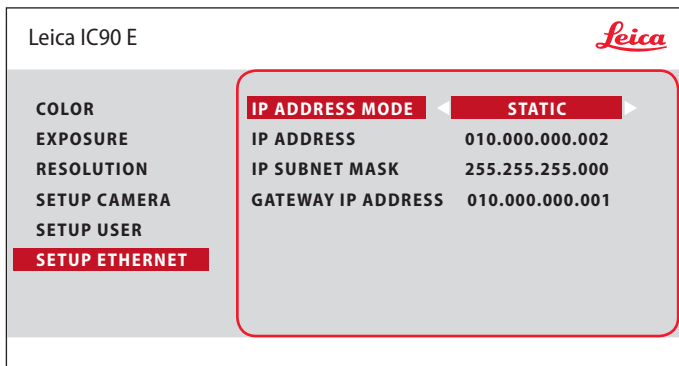 Leica IC90 E
Leica
COLOR
EXPOSURE
RESOLUTION
SETUP CAMERA
SETUP USER
SETUP ETHERNET
IP ADDRESS MODE STATIC
IP ADDRESS 010.000.000.002
IP SUBNET MASK 255.255.255.000
GATEWAY IP ADDRESS 010.000.000.001